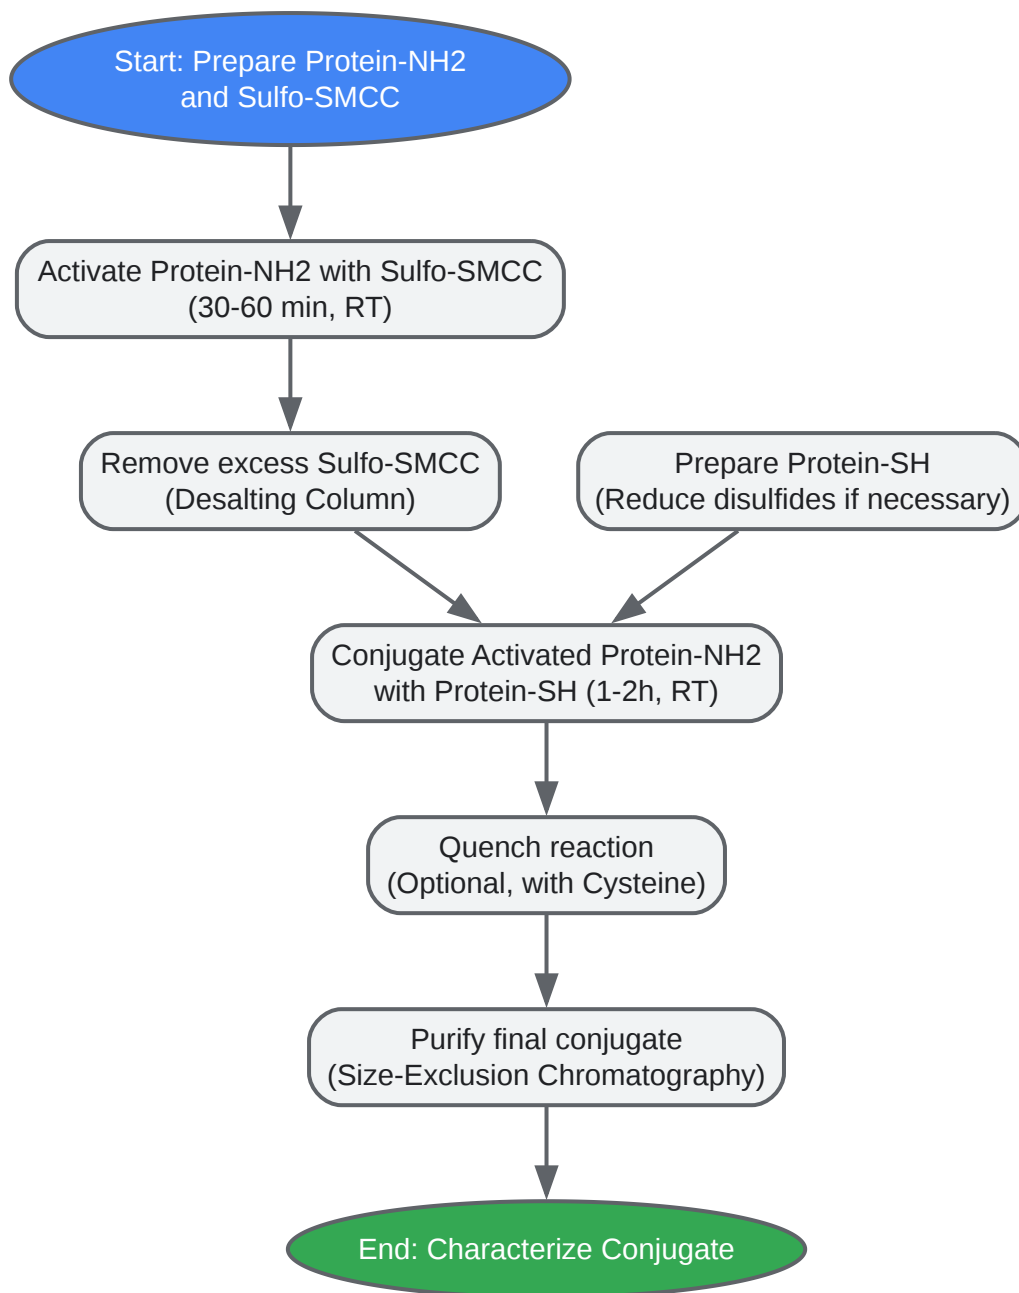 Start: Prepare Protein-NH2
and Sulfo-SMCC
Activate Protein-NH2 with Sulfo-SMCC
(30-60 min, RT)
Remove excess Sulfo-SMCC
(Desalting Column)
Prepare Protein-SH
(Reduce disulfides if necessary)
Conjugate Activated Protein-NH2
with Protein-SH (1-2h, RT)
Quench reaction
(Optional, with Cysteine)
Purify final conjugate
(Size-Exclusion Chromatography)
End: Characterize Conjugate